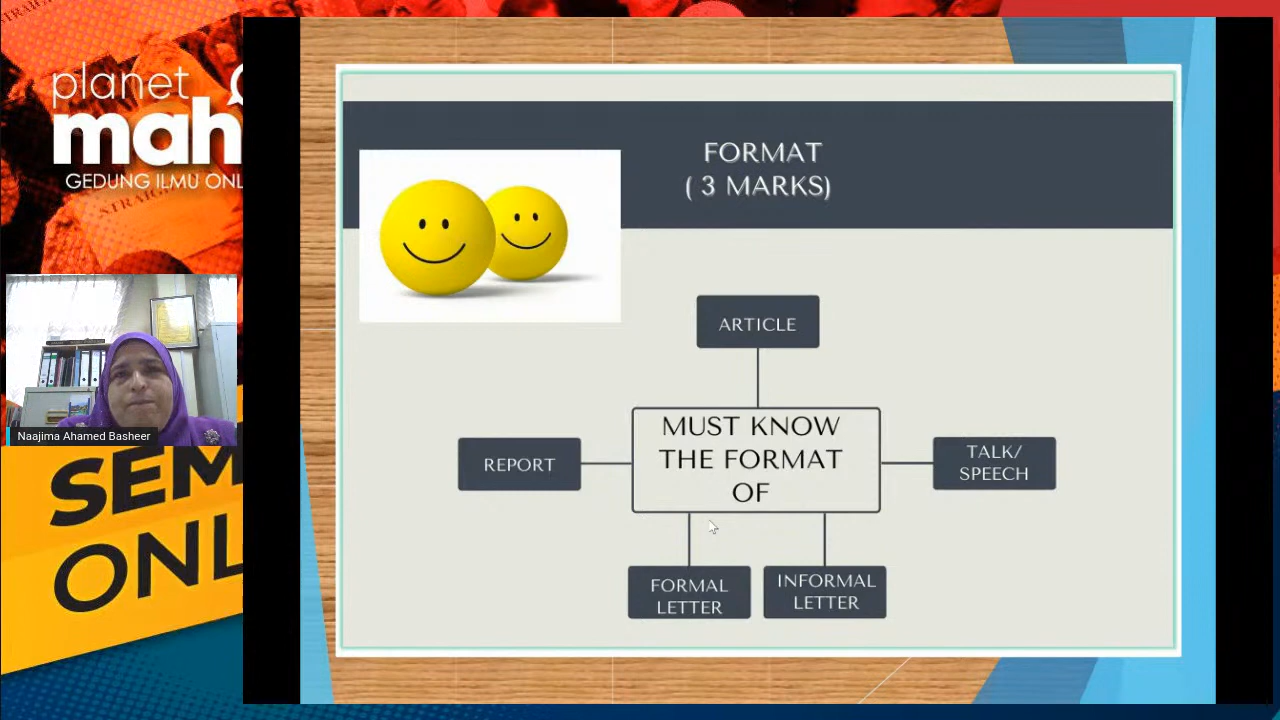 planet
mah
GEDUNG ILMU ONL
STRAIGH
Naajima Ahamed Basheer
SEM
ONL
FORMAT
( 3 MARKS)
ARTICLE
MUST KNOW
THE FORMAT
OF
REPORT
TALK/
SPEECH
FORMAL
LETTER
INFORMAL
LETTER